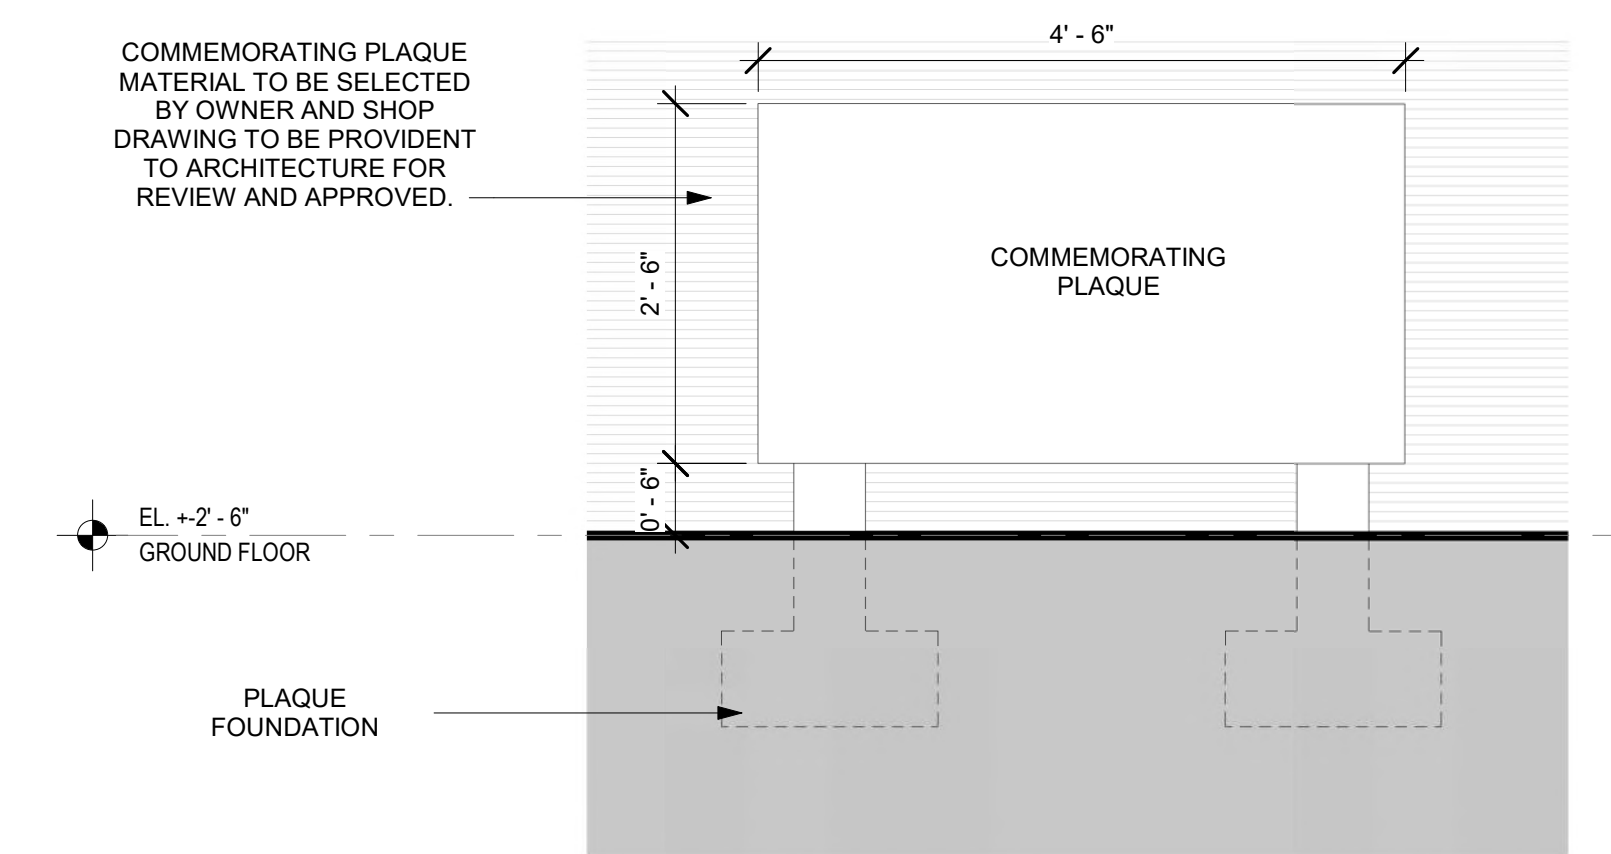 4' - 6"
COMMEMORATING PLAQUE
MATERIAL TO BE SELECTED
BY OWNER AND SHOP
DRAWING TO BE PROVIDENT
TO ARCHITECTURE FOR
REVIEW AND APPROVED.
2' - 6"
COMMEMORATING
PLAQUE
0' - 6"
EL. +-2' - 6"
GROUND FLOOR
PLAQUE
FOUNDATION